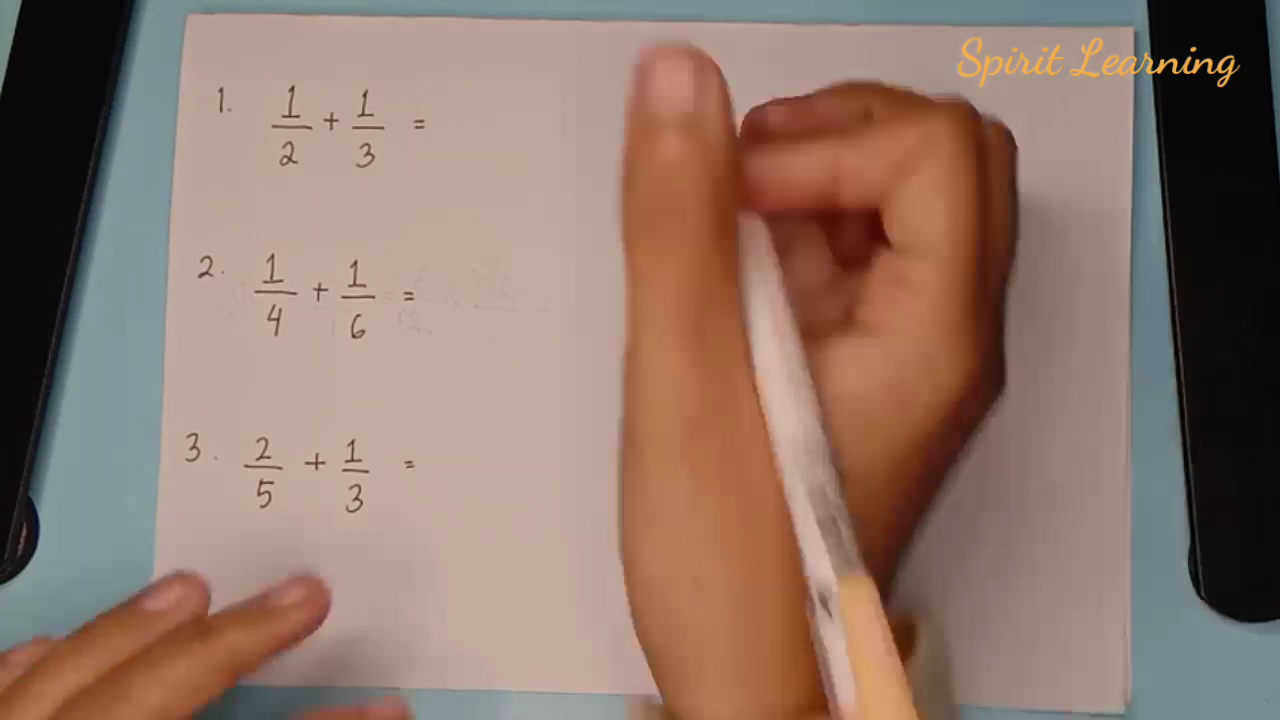 Spirit Learning
1. 1/2 + 1/3 =
2. 1/4 + 1/6 =
3. 2/5 + 1/3 =